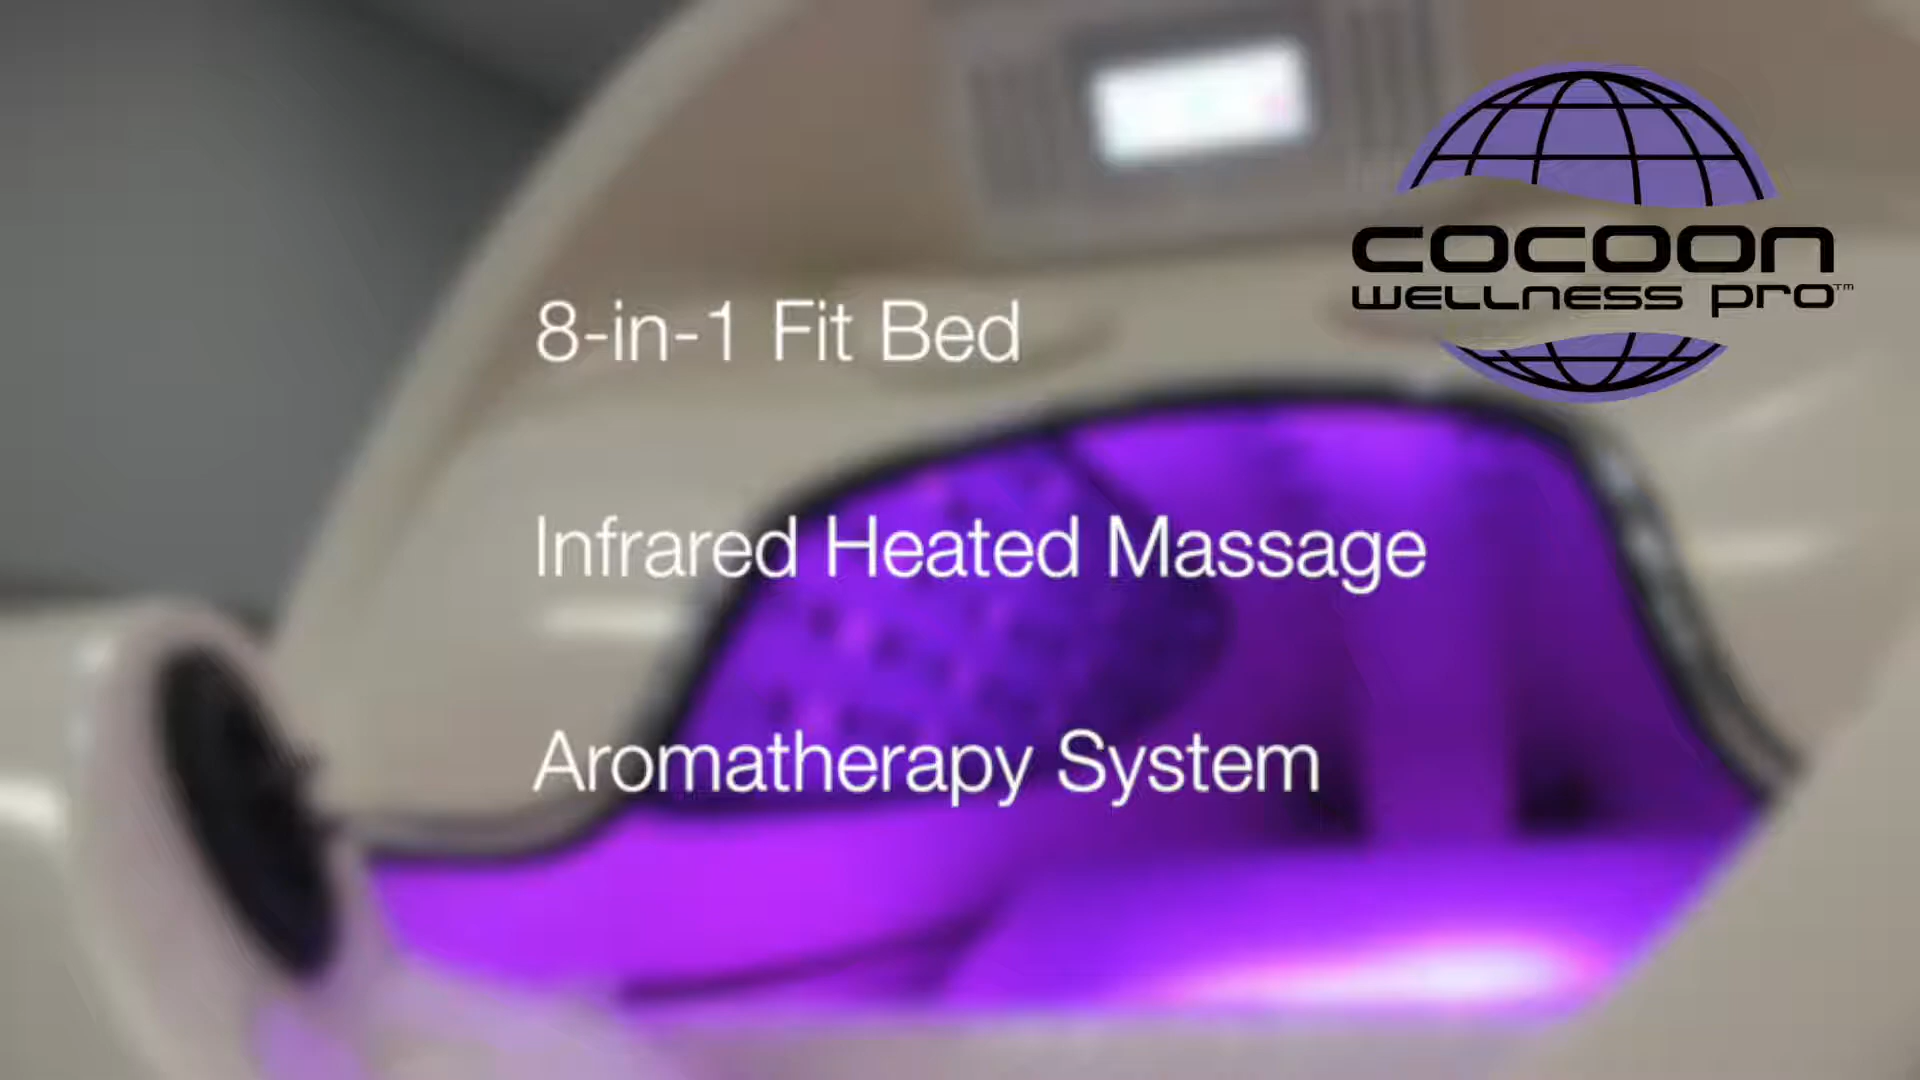 COCOON
WELLNESS PRO™
8-in-1 Fit Bed
Infrared Heated Massage
Aromatherapy System